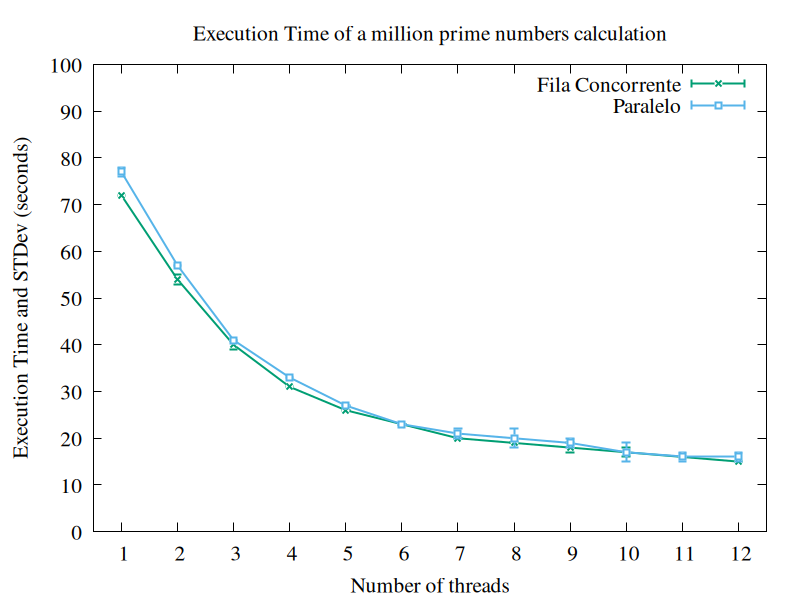 Execution Time of a million prime numbers calculation
Fila Concorrente
Paralelo
Execution Time and STDev (seconds)
100
90
80
70
60
50
40
30
20
10
0
1 2 3 4 5 6 7 8 9 10 11 12
Number of threads